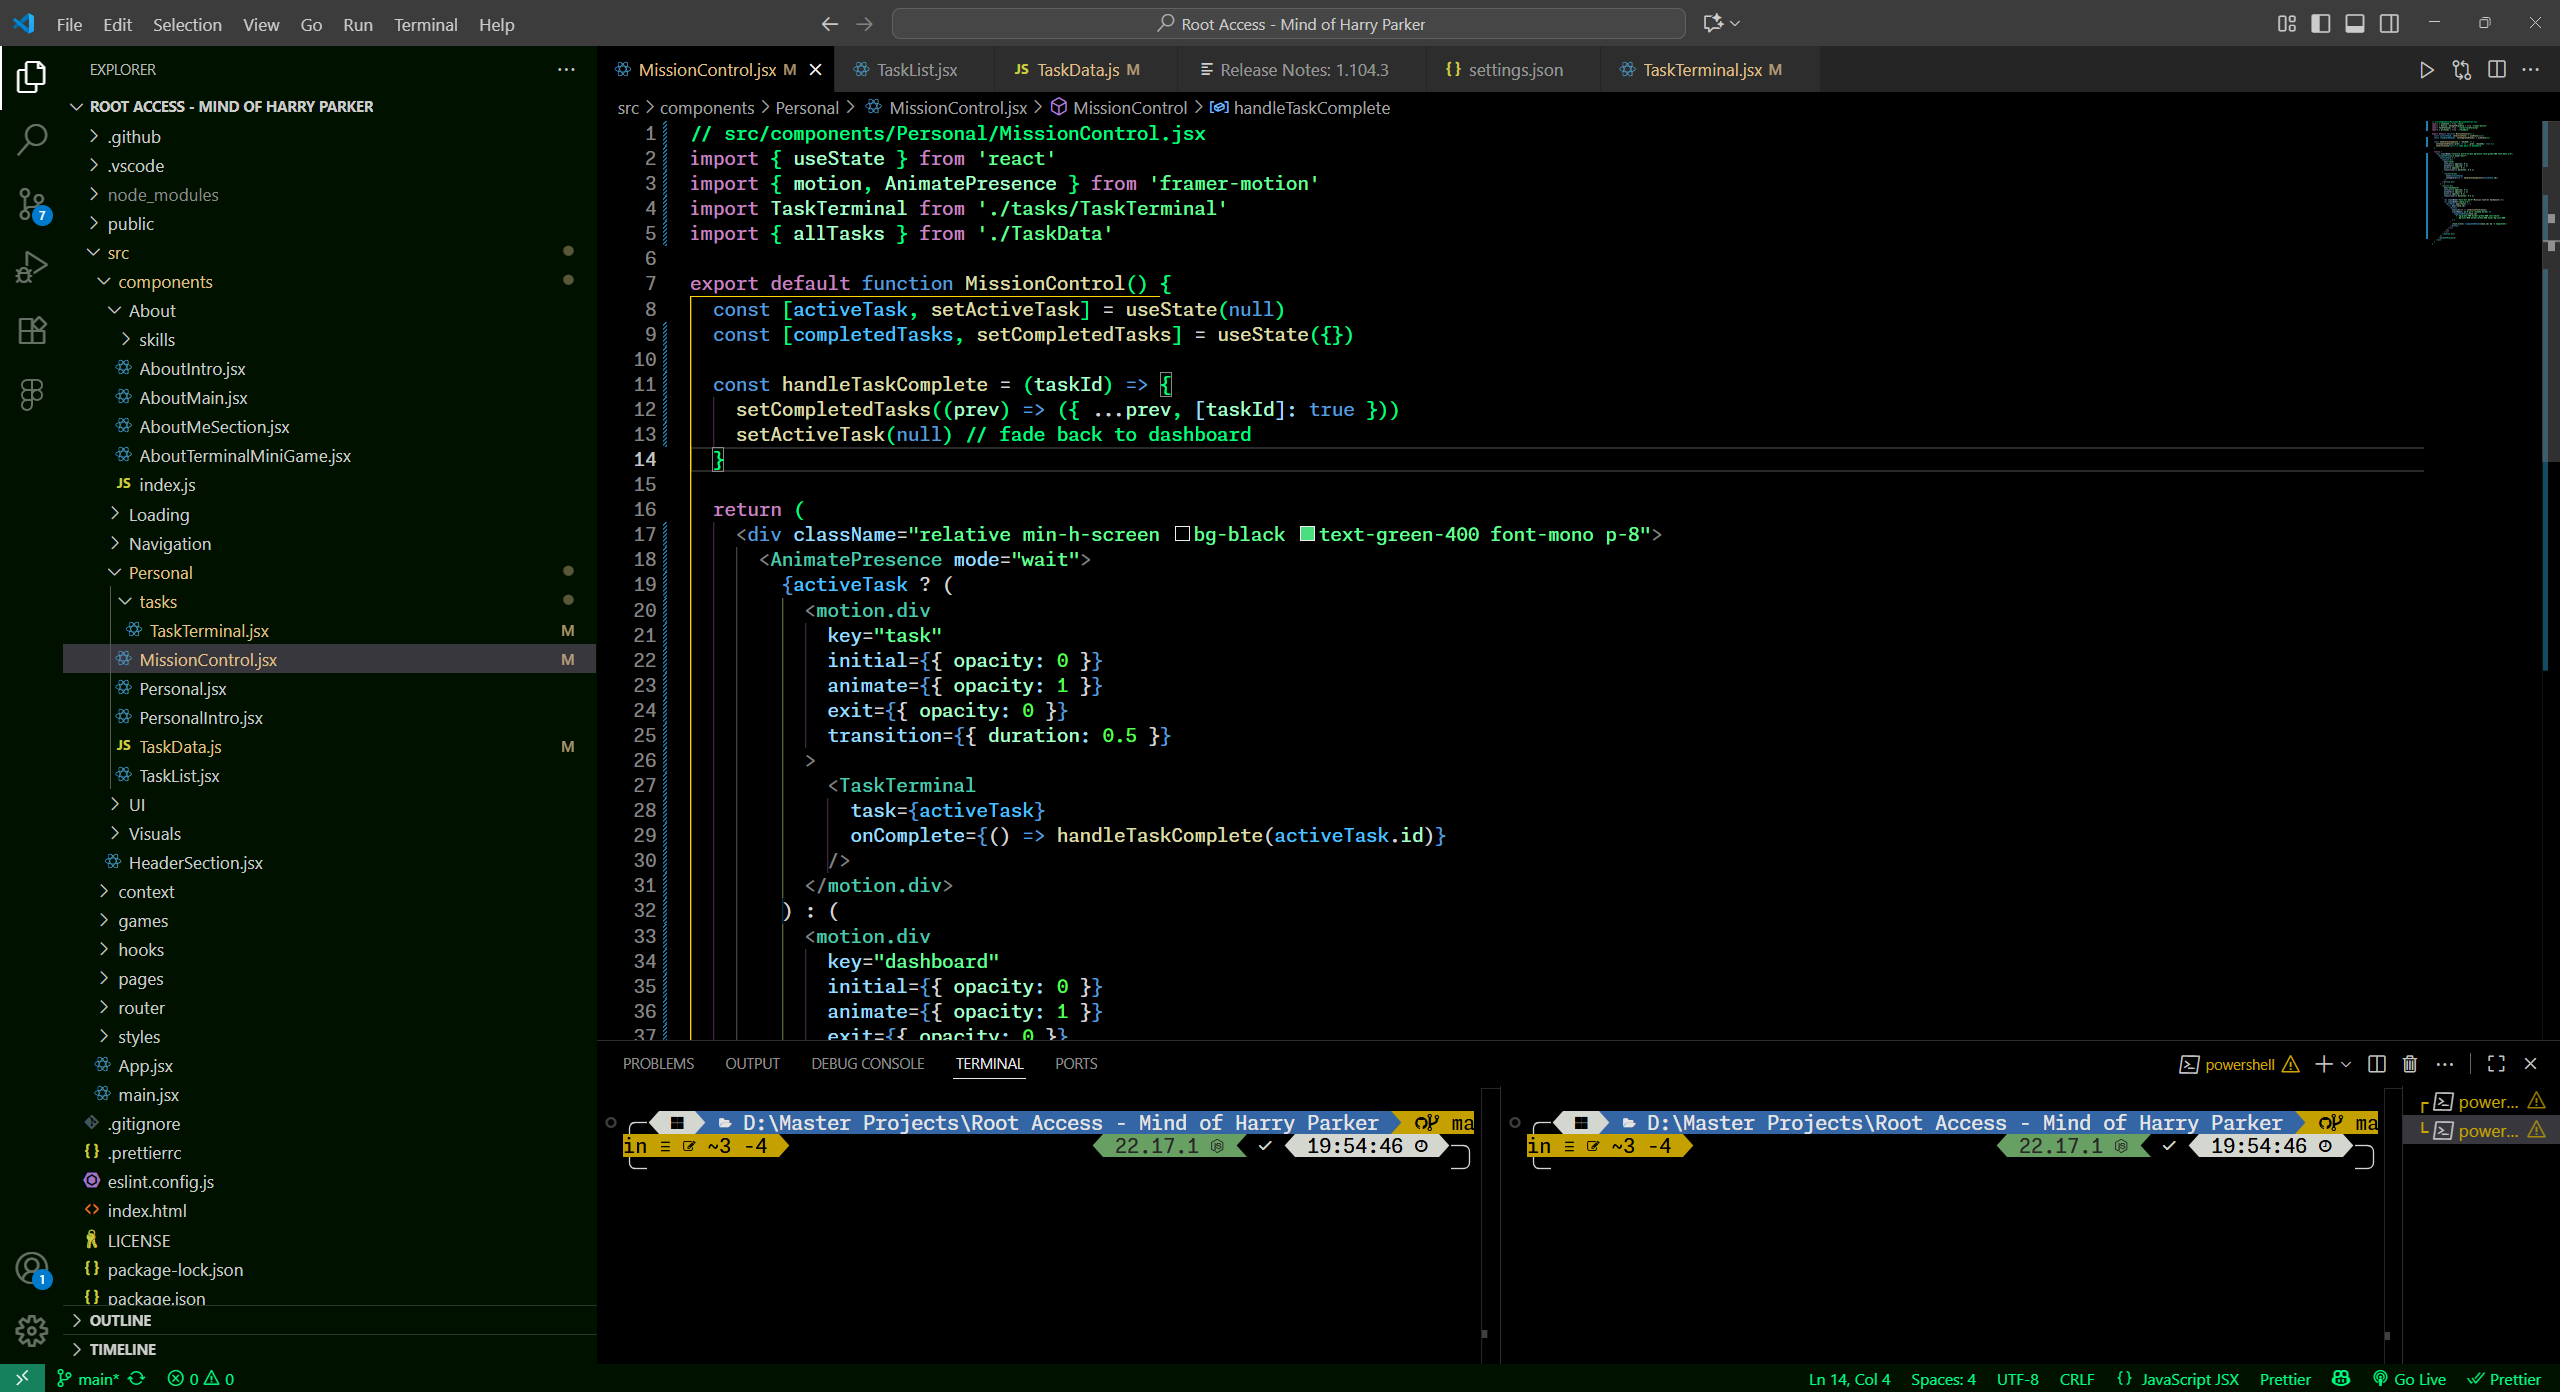 File Edit Selection View Go Run Terminal Help
Root Access - Mind of Harry Parker
EXPLORER
ROOT ACCESS - MIND OF HARRY PARKER
.github
.vscode
node_modules
public
src
components
About
skills
AboutIntro.jsx
AboutMain.jsx
AboutMeSection.jsx
AboutTerminalMiniGame.jsx
JS index.js
Loading
Navigation
Personal
tasks
TaskTerminal.jsx M
MissionControl.jsx M
Personal.jsx
PersonalIntro.jsx
JS TaskData.js M
TaskList.jsx
UI
Visuals
HeaderSection.jsx
context
games
hooks
pages
router
styles
App.jsx
main.jsx
.gitignore
{} .prettierrc
eslint.config.js
<> index.html
LICENSE
{} package-lock.json
{} package.json
OUTLINE
TIMELINE
7
1
MissionControl.jsx M TaskList.jsx JS TaskData.js M Release Notes: 1.104.3 {} settings.json TaskTerminal.jsx M
src > components > Personal > MissionControl.jsx > MissionControl > handleTaskComplete
1 // src/components/Personal/MissionControl.jsx
2 import { useState } from 'react'
3 import { motion, AnimatePresence } from 'framer-motion'
4 import TaskTerminal from './tasks/TaskTerminal'
5 import { allTasks } from './TaskData'
6
7 export default function MissionControl() {
8 const [activeTask, setActiveTask] = useState(null)
9 const [completedTasks, setCompletedTasks] = useState({})
10
11 const handleTaskComplete = (taskId) => {
12 setCompletedTasks((prev) => ({ ...prev, [taskId]: true }))
13 setActiveTask(null) // fade back to dashboard
14 }
15
16 return (
17 <div className="relative min-h-screen bg-black text-green-400 font-mono p-8">
18 <AnimatePresence mode="wait">
19 {activeTask ? (
20 <motion.div
21 key="task"
22 initial={{ opacity: 0 }}
23 animate={{ opacity: 1 }}
24 exit={{ opacity: 0 }}
25 transition={{ duration: 0.5 }}
26 >
27 <TaskTerminal
28 task={activeTask}
29 onComplete={() => handleTaskComplete(activeTask.id)}
30 />
31 </motion.div>
32 ) : (
33 <motion.div
34 key="dashboard"
35 initial={{ opacity: 0 }}
36 animate={{ opacity: 1 }}
37 exit={{ opacity: 0 }}
PROBLEMS OUTPUT DEBUG CONSOLE TERMINAL PORTS
powershell
D:\Master Projects\Root Access - Mind of Harry Parker ma
in ≡ ~3 -4 22.17.1 ✓ 19:54:46
D:\Master Projects\Root Access - Mind of Harry Parker ma
in ≡ ~3 -4 22.17.1 ✓ 19:54:46
power...
power...
main* 0 0
Ln 14, Col 4 Spaces: 4 UTF-8 CRLF {} JavaScript JSX Prettier Go Live Prettier